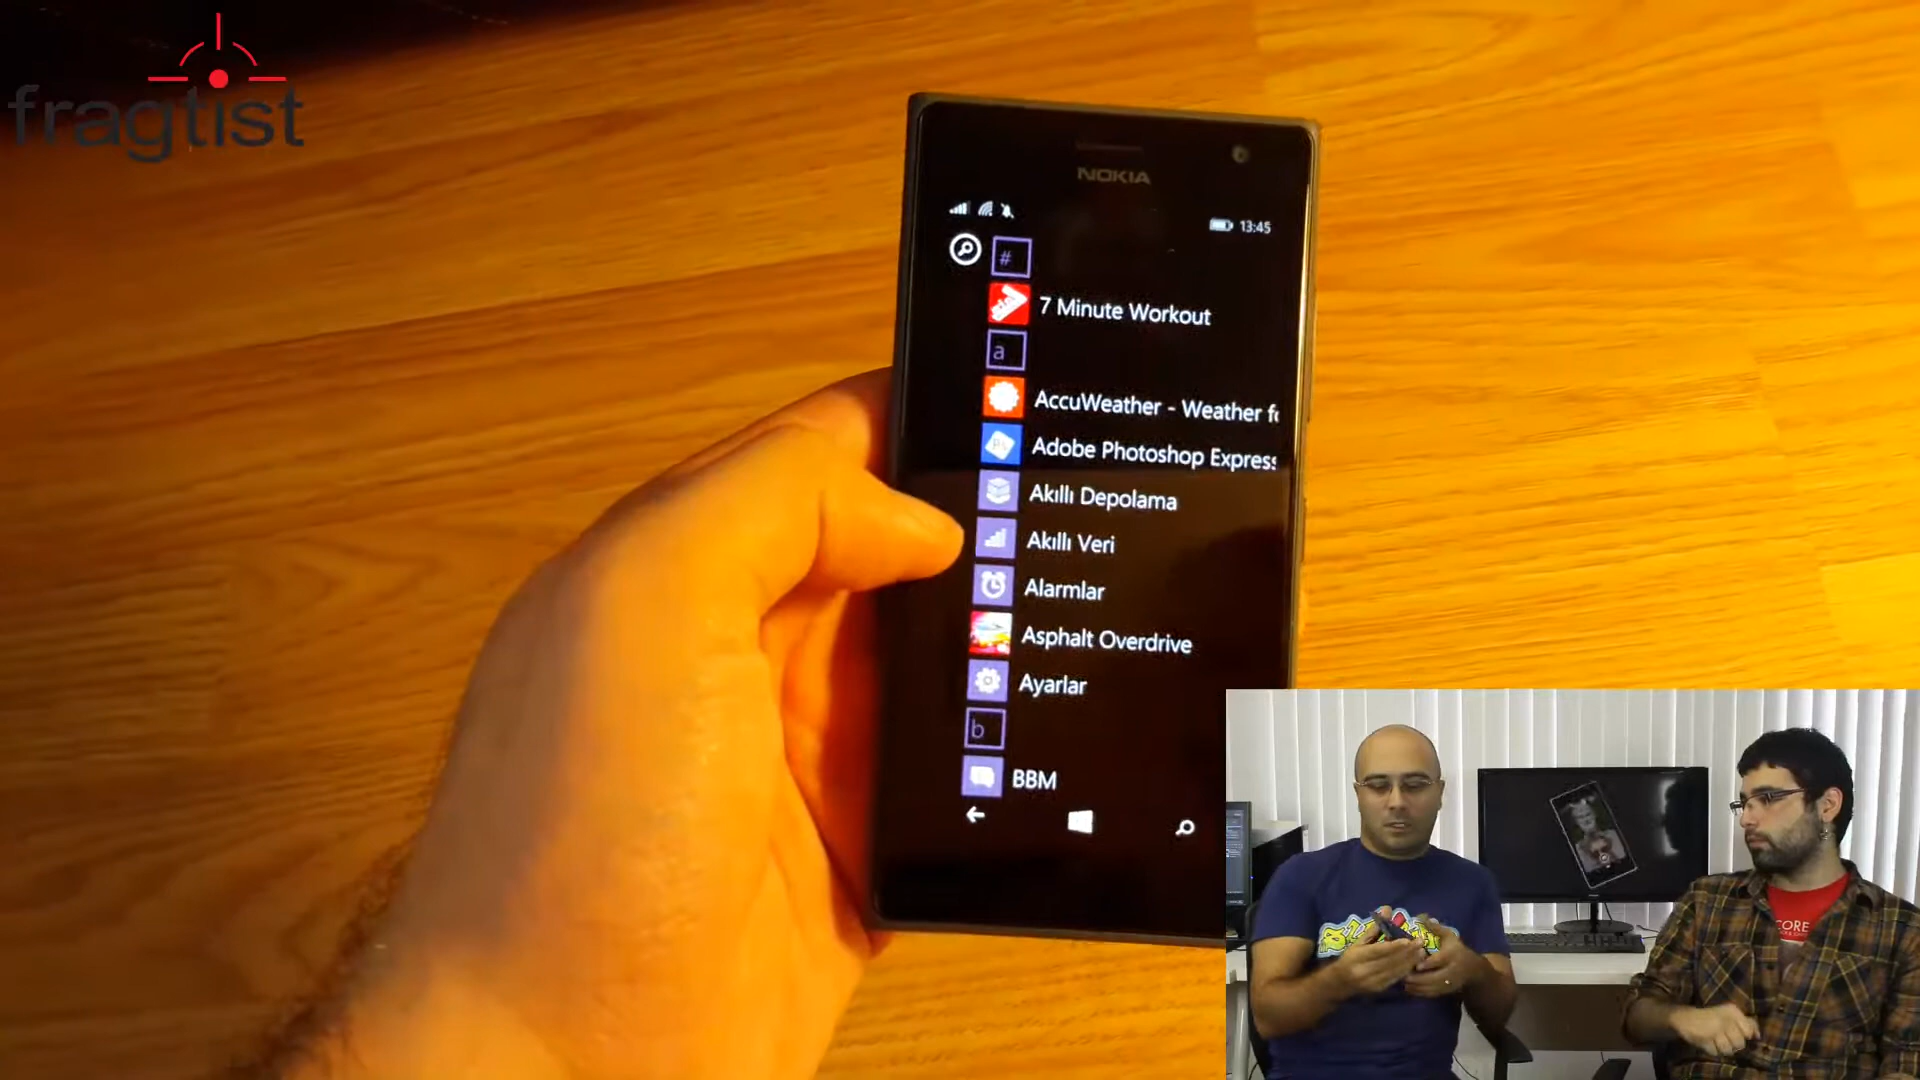 fragtist
NOKIA
13:45
#
7 Minute Workout
a
AccuWeather - Weather fo
Adobe Photoshop Express
Akıllı Depolama
Akıllı Veri
Alarmlar
Asphalt Overdrive
Ayarlar
b
BBM
CORE